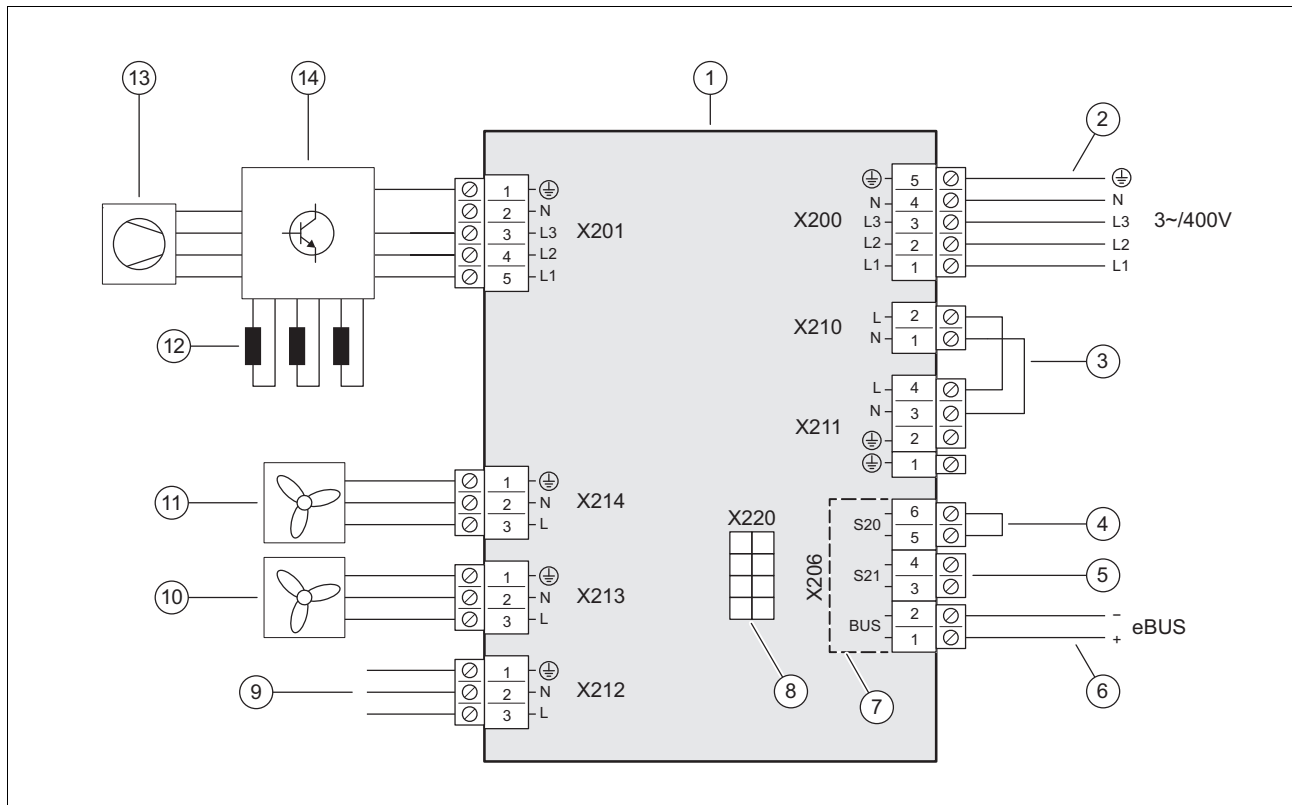 13
14
1
2
X201
1
2 N
3 L3
4 L2
5 L1
X200
5
N 4
L3 3
L2 2
L1 1
N
L3
L2
L1
3~/400V
X210
L 2
N 1
3
X211
L 4
N 3
2
1
12
11
1
2 N
3 L
X214
10
1
2 N
3 L
X213
9
1
2 N
3 L
X212
X220
8
X206
7
S20
6
5
4
S21
4
3
5
BUS
2
1
−
+
eBUS
6